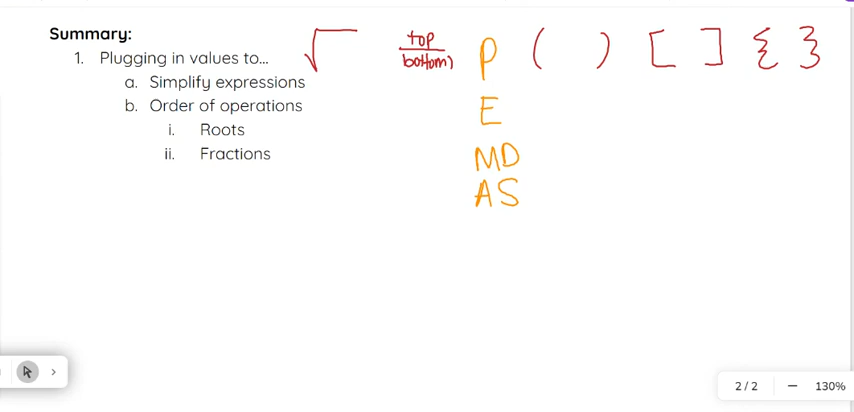 Summary:
1. Plugging in values to...
a. Simplify expressions
b. Order of operations
i. Roots
ii. Fractions
√
top
bottom)
P ( ) [ ] { }
E
MD
AS
2 / 2 — 130%